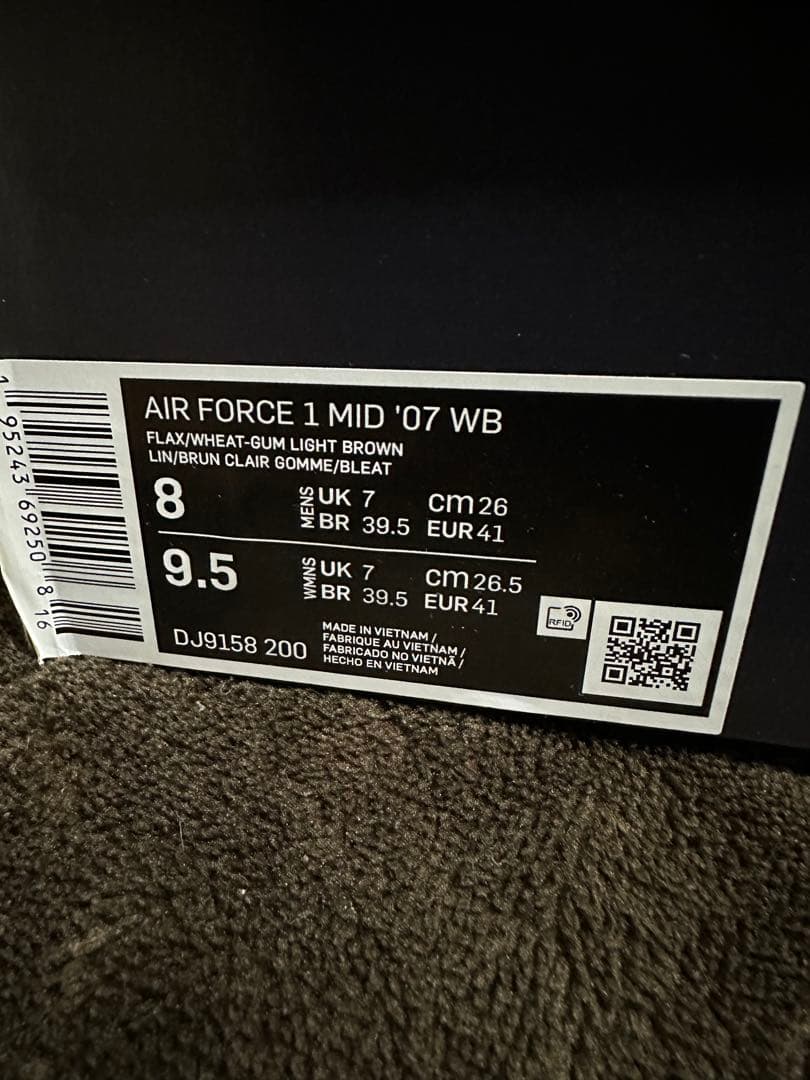 AIR FORCE 1 MID '07 WB
FLAX/WHEAT-GUM LIGHT BROWN
LIN/BRUN CLAIR GOMME/BLEAT
8 MENS UK 7 cm 26
BR 39.5 EUR 41
9.5 WMNS UK 7 cm 26.5
BR 39.5 EUR 41
DJ9158 200
MADE IN VIETNAM /
FABRIQUE AU VIETNAM /
FABRICADO NO VIETNÃ /
HECHO EN VIETNAM
RFID
1 95243 69250 8 16